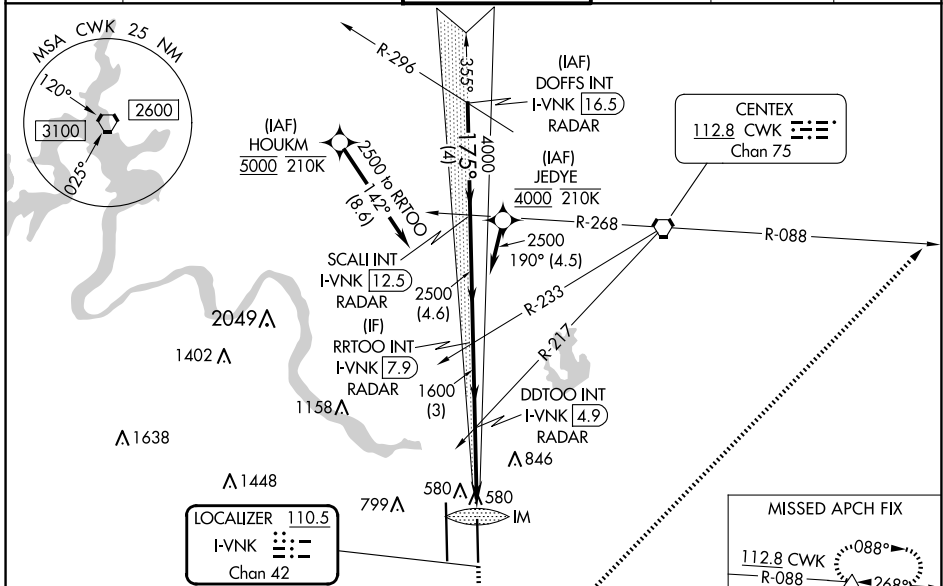 MSA CWK 25 NM
120°
3100
2600
025°
(IAF)
HOUKM
5000 210K
2500 to RRTOO
142°
(8.6)
R-296
355°
175°
4000
(4)
(IAF)
DOFFS INT
I-VNK 16.5
RADAR
(IAF)
JEDYE
4000 210K
CENTEX
112.8 CWK
Chan 75
R-268
R-088
2500
190° (4.5)
R-233
R-217
SCALI INT
I-VNK 12.5
RADAR
2500
(4.6)
(IF)
RRTOO INT
I-VNK 7.9
RADAR
1600
(3)
DDTOO INT
I-VNK 4.9
RADAR
2049
1402
1158
1638
1448
799
580
580
846
IM
LOCALIZER 110.5
I-VNK
Chan 42
MISSED APCH FIX
112.8 CWK
R-088
088°
268°